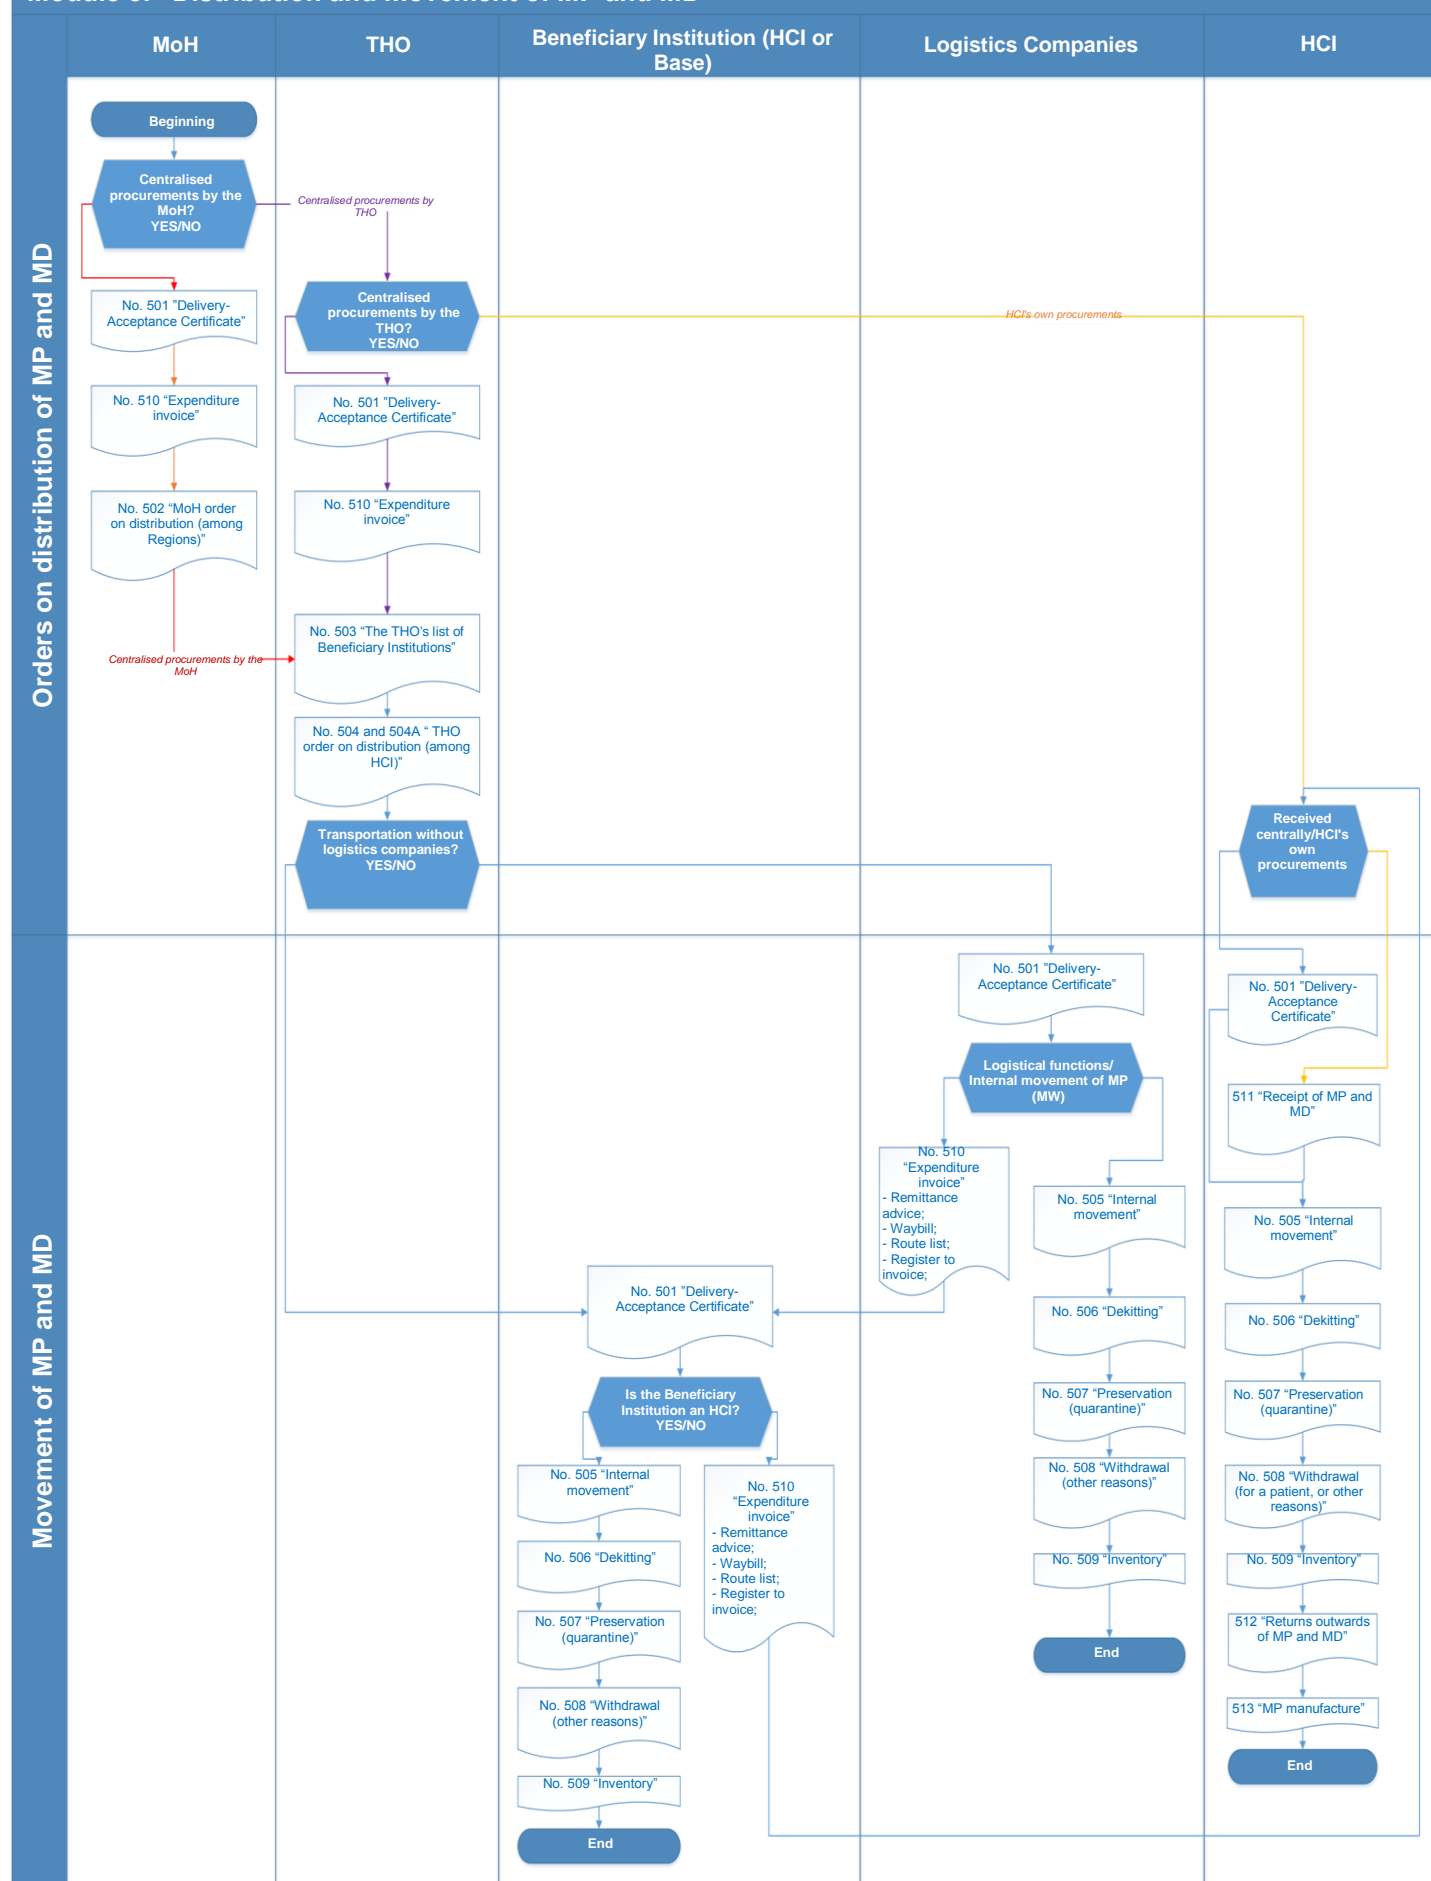 MoH
THO
Beneficiary Institution (HCI or
Base)
Logistics Companies
HCI
Orders on distribution of MP and MD
Beginning
Centralised
procurements by the
MoH?
YES/NO
Centralised procurements by
THO
No. 501 ”Delivery-
Acceptance Certificate”
No. 510 “Expenditure
invoice”
No. 502 “MoH order
on distribution (among
Regions)”
Centralised procurements by the
MoH
Centralised
procurements by the
THO?
YES/NO
HCI's own procurements
No. 501 ”Delivery-
Acceptance Certificate”
No. 510 “Expenditure
invoice”
No. 503 “The THO’s list of
Beneficiary Institutions”
No. 504 and 504A “ THO
order on distribution (among
HCI)”
Transportation without
logistics companies?
YES/NO
Received
centrally/HCI's
own
procurements
Movement of MP and MD
No. 501 ”Delivery-
Acceptance Certificate”
Is the Beneficiary
Institution an HCI?
YES/NO
No. 505 “Internal
movement”
No. 506 “Dekitting”
No. 507 “Preservation
(quarantine)”
No. 508 “Withdrawal
(other reasons)”
No. 509 “Inventory”
End
No. 510
“Expenditure
invoice”
- Remittance
advice;
- Waybill;
- Route list;
- Register to
invoice;
No. 501 ”Delivery-
Acceptance Certificate”
Logistical functions/
Internal movement of MP
(MW)
No. 510
“Expenditure
invoice”
- Remittance
advice;
- Waybill;
- Route list;
- Register to
invoice;
No. 505 “Internal
movement”
No. 506 “Dekitting”
No. 507 “Preservation
(quarantine)”
No. 508 “Withdrawal
(other reasons)”
No. 509 “Inventory”
End
No. 501 ”Delivery-
Acceptance
Certificate”
511 “Receipt of MP and
MD”
No. 505 “Internal
movement”
No. 506 “Dekitting”
No. 507 “Preservation
(quarantine)”
No. 508 “Withdrawal
(for a patient, or other
reasons)”
No. 509 “Inventory”
512 “Returns outwards
of MP and MD”
513 “MP manufacture”
End